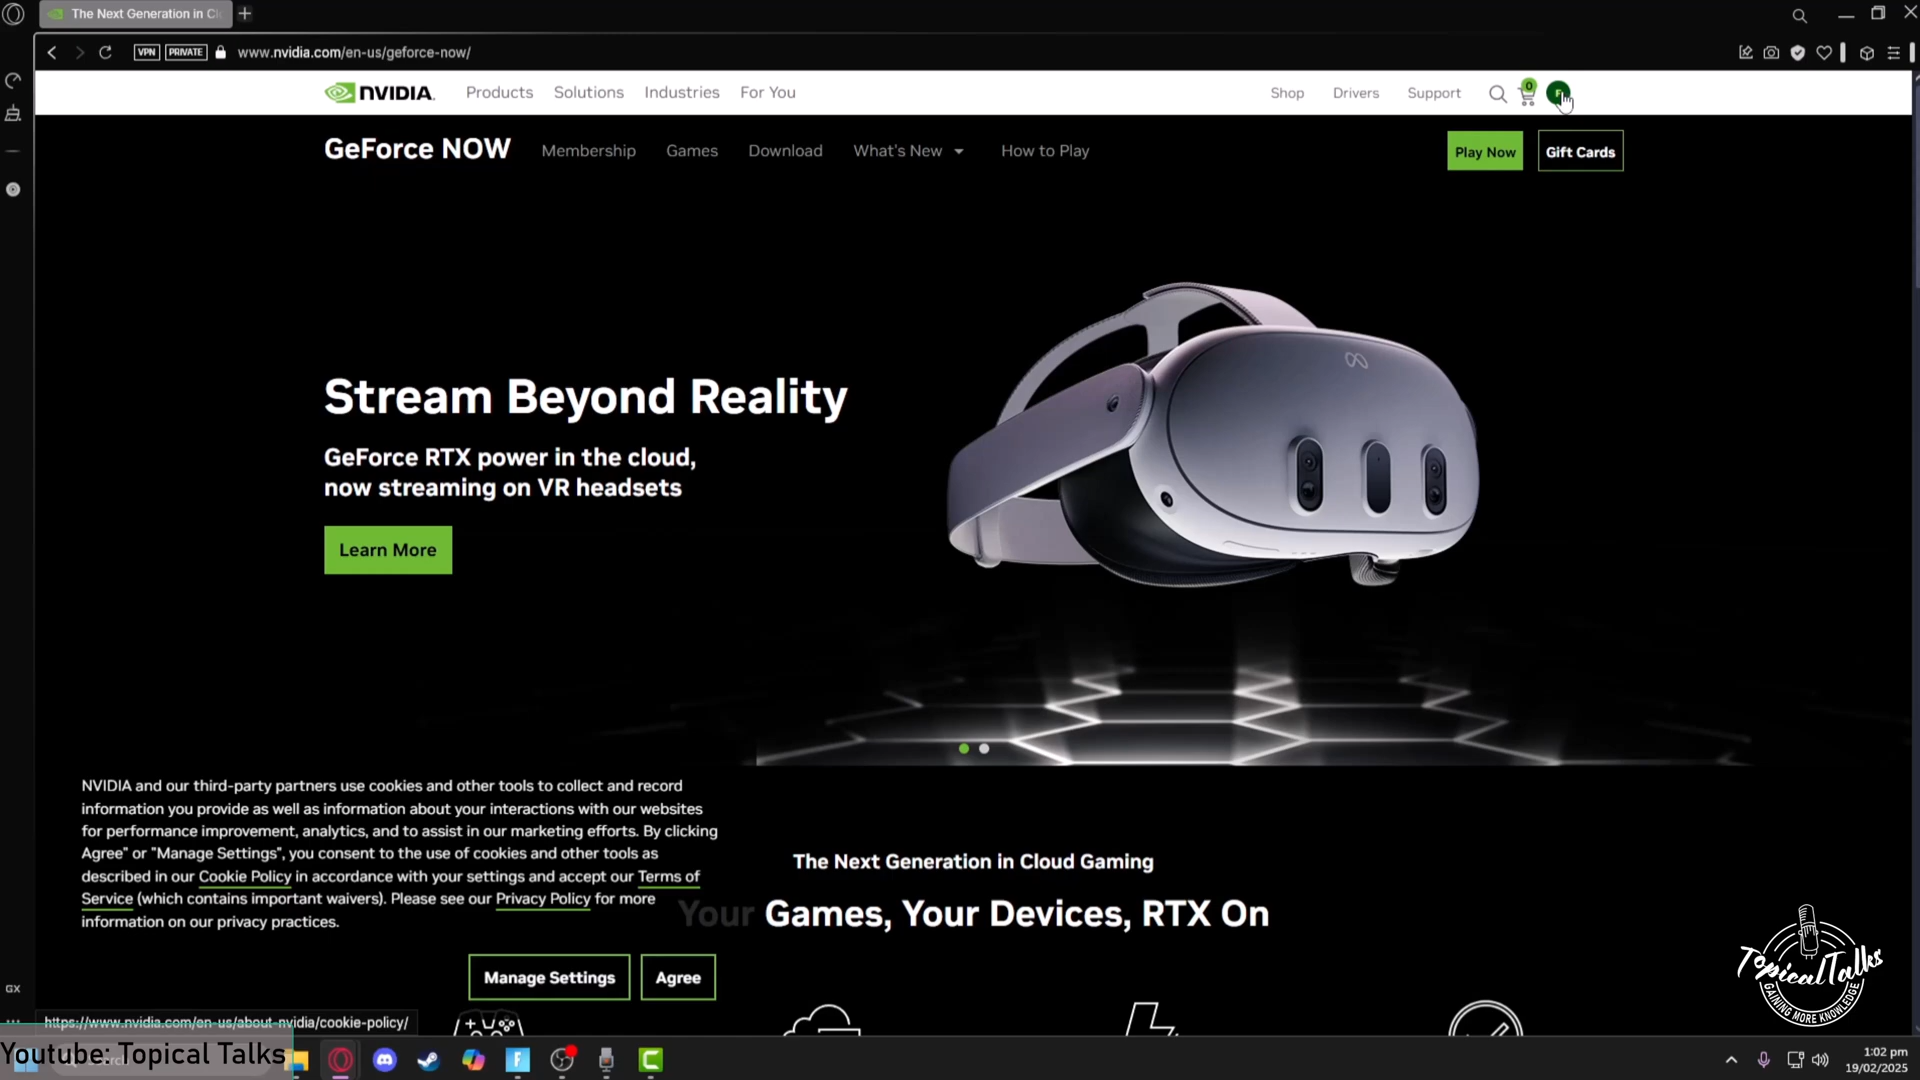 The Next Generation in Cl
VPN
PRIVATE
www.nvidia.com/en-us/geforce-now/
NVIDIA.
Products
Solutions
Industries
For You
Shop
Drivers
Support
0
GeForce NOW
Membership
Games
Download
What's New
How to Play
Play Now
Gift Cards
Stream Beyond Reality
GeForce RTX power in the cloud,
now streaming on VR headsets
Learn More
NVIDIA and our third-party partners use cookies and other tools to collect and record
information you provide as well as information about your interactions with our websites
for performance improvement, analytics, and to assist in our marketing efforts. By clicking
Agree" or "Manage Settings", you consent to the use of cookies and other tools as
described in our Cookie Policy in accordance with your settings and accept our Terms of
Service (which contains important waivers). Please see our Privacy Policy for more
information on our privacy practices.
Manage Settings
Agree
The Next Generation in Cloud Gaming
Your Games, Your Devices, RTX On
GX
https://www.nvidia.com/en-us/about-nvidia/cookie-policy/
Youtube: Topical Talks
Topical Talks
GAINING MORE KNOWLEDGE
1:02 pm
19/02/2025